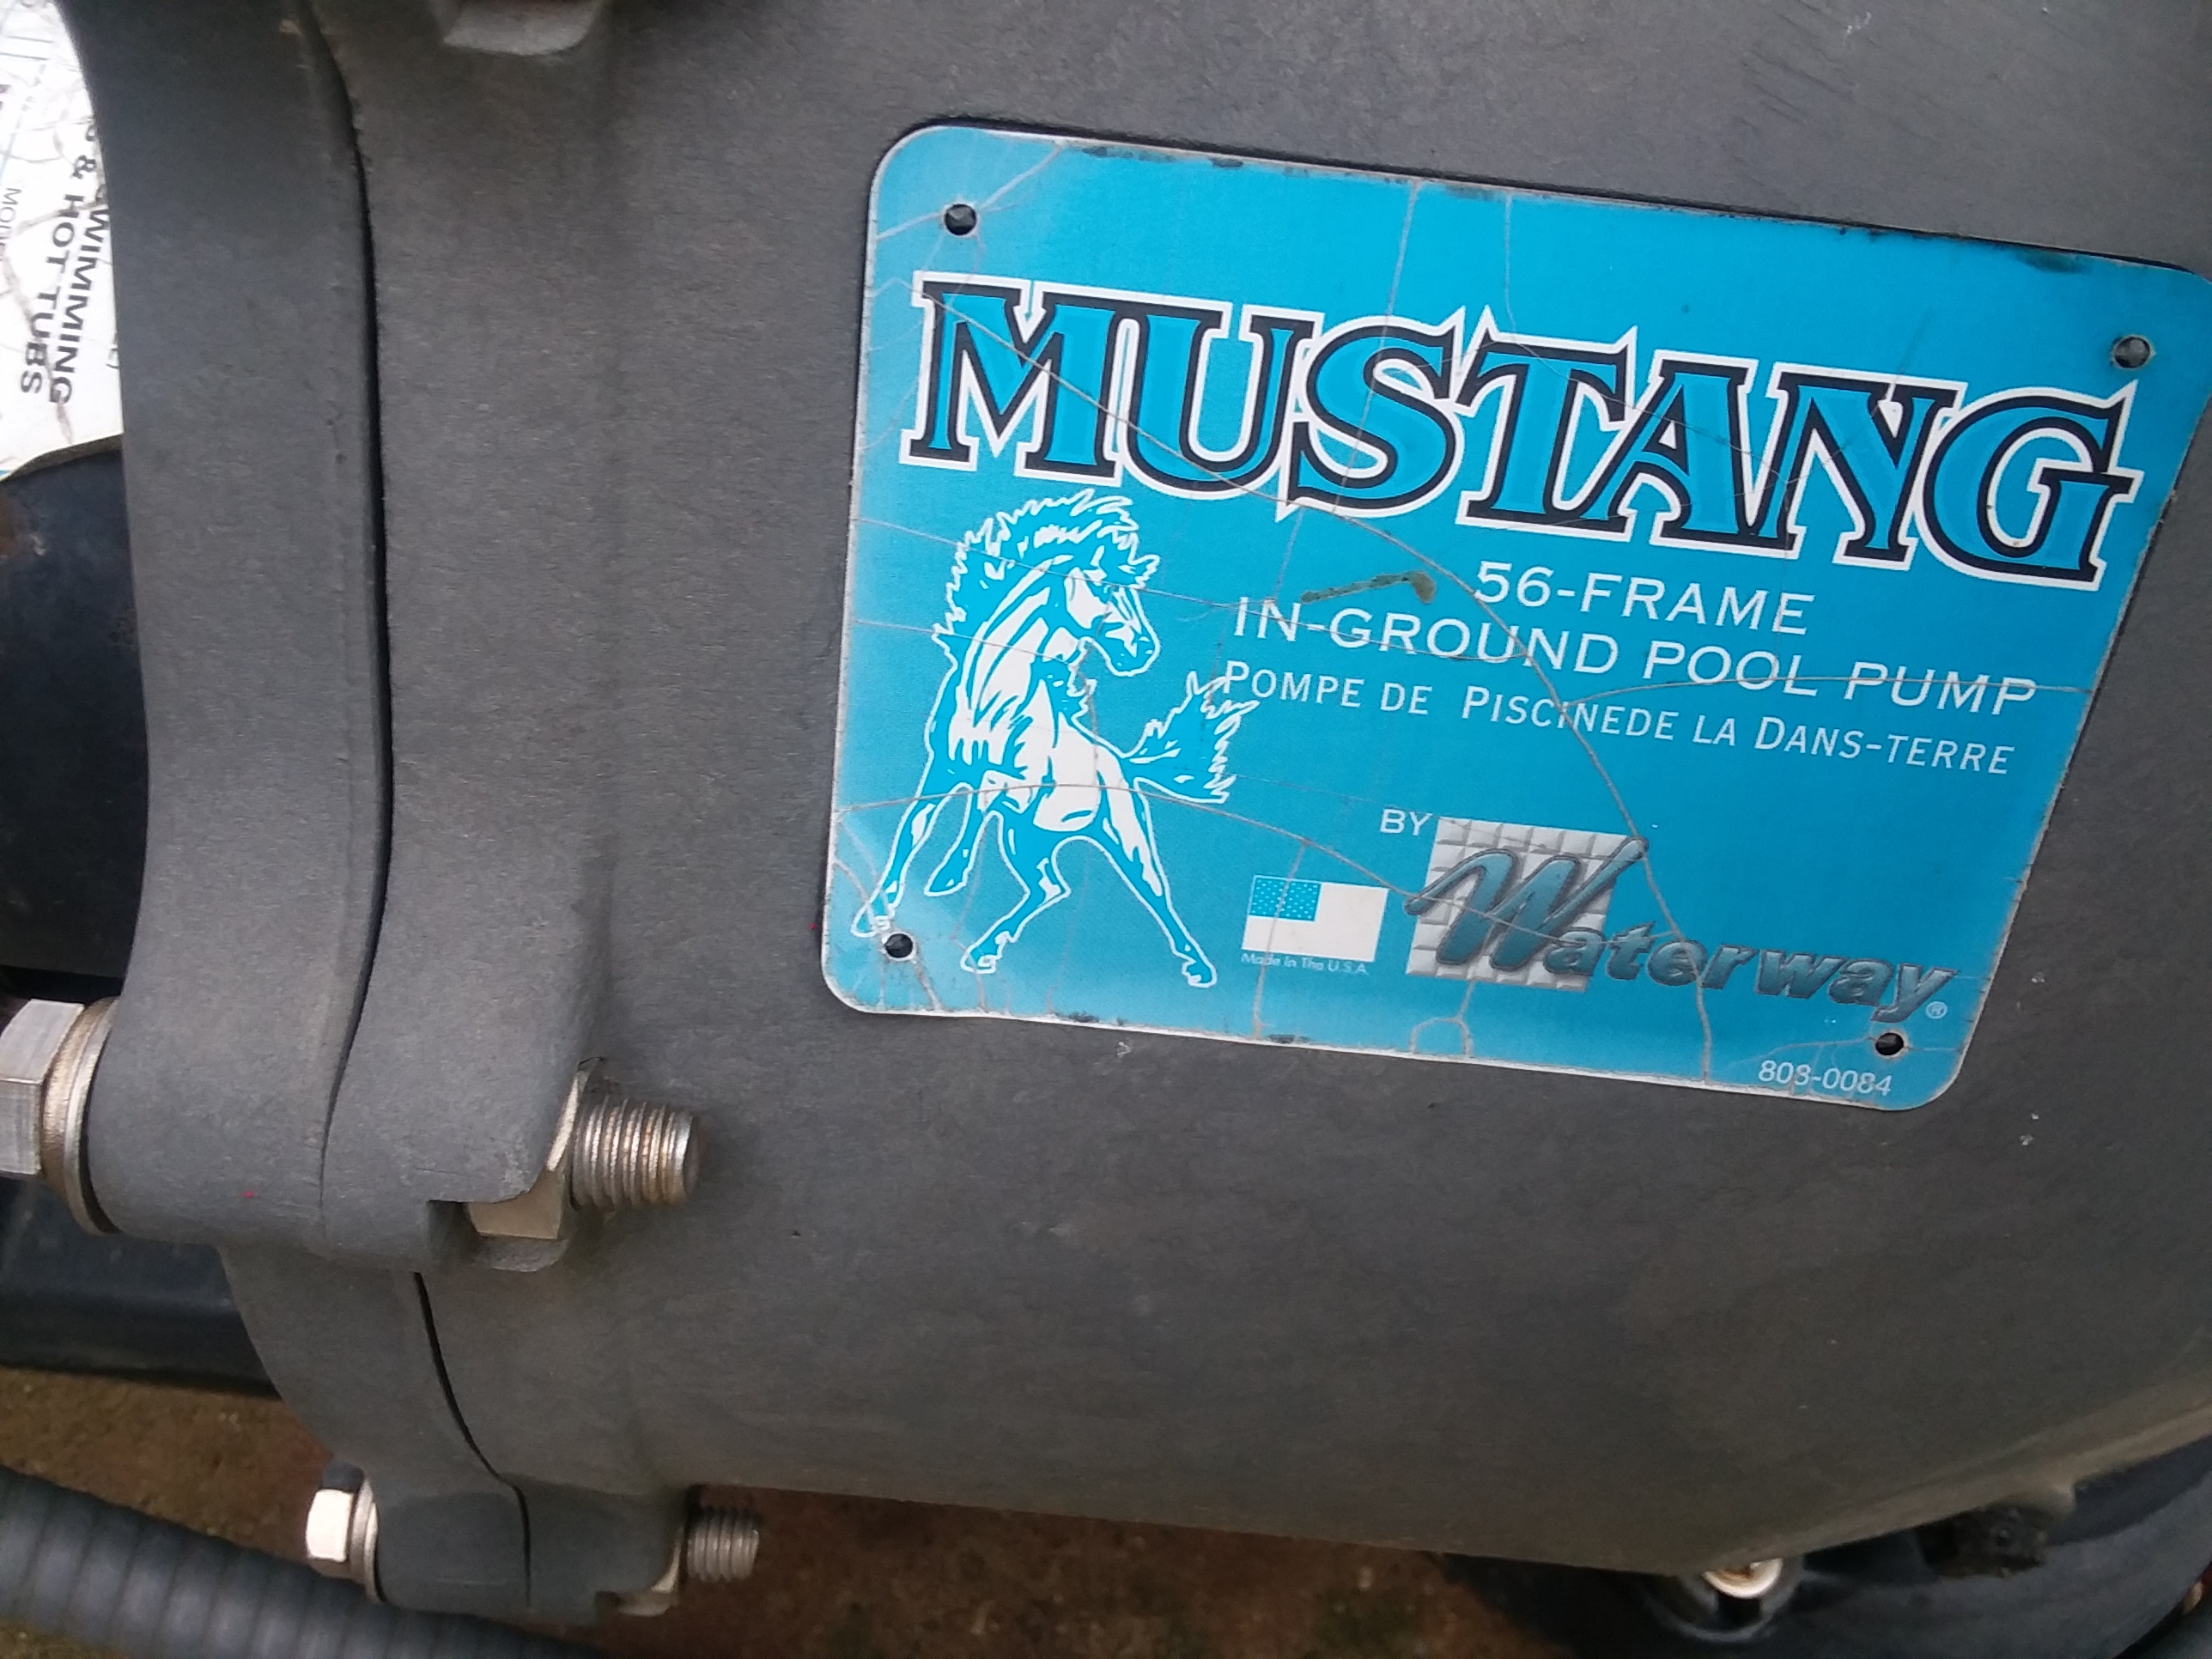 MUSTANG
56-FRAME
IN-GROUND POOL PUMP
POMPE DE PISCINEDE LA DANS-TERRE
BY Waterway®
Made In The U.S.A.
808-0084
SWIMMING
& HOT TUBS